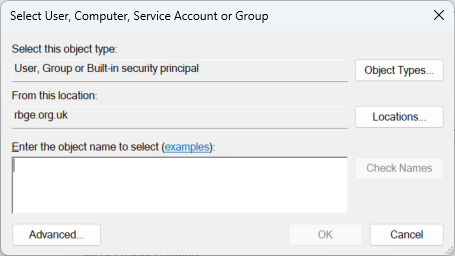 Select User, Computer, Service Account or Group
Select this object type:
User, Group or Built-in security principal
Object Types...
From this location:
rbge.org.uk
Locations...
Enter the object name to select (examples):
Check Names
Advanced...
OK
Cancel